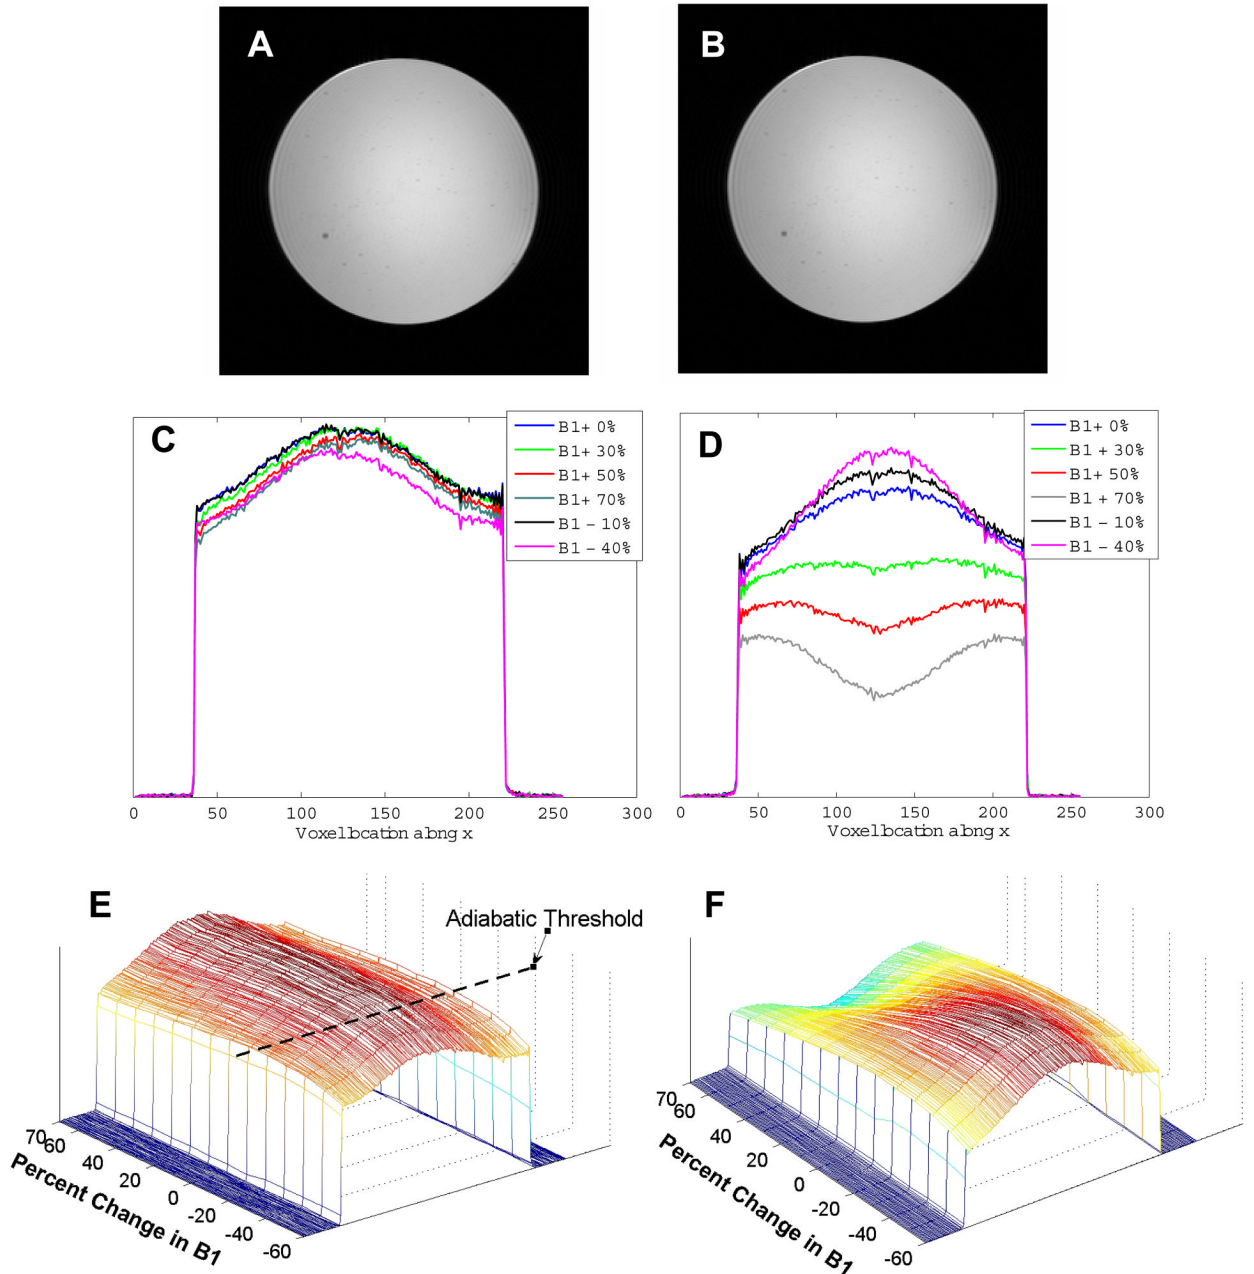 A
B
C
B1+ 0%
B1+ 30%
B1+ 50%
B1+ 70%
B1 – 10%
B1 – 40%
0 50 100 150 200 250 300
Voxel location along x
D
B1+ 0%
B1 + 30%
B1+ 50%
B1 + 70%
B1 – 10%
B1 – 40%
0 50 100 150 200 250 300
Voxel location along x
E
Adiabatic Threshold
70 60 40 20 0 -20 -40 -60
Percent Change in B1
F
70 60 40 20 0 -20 -40 -60
Percent Change in B1